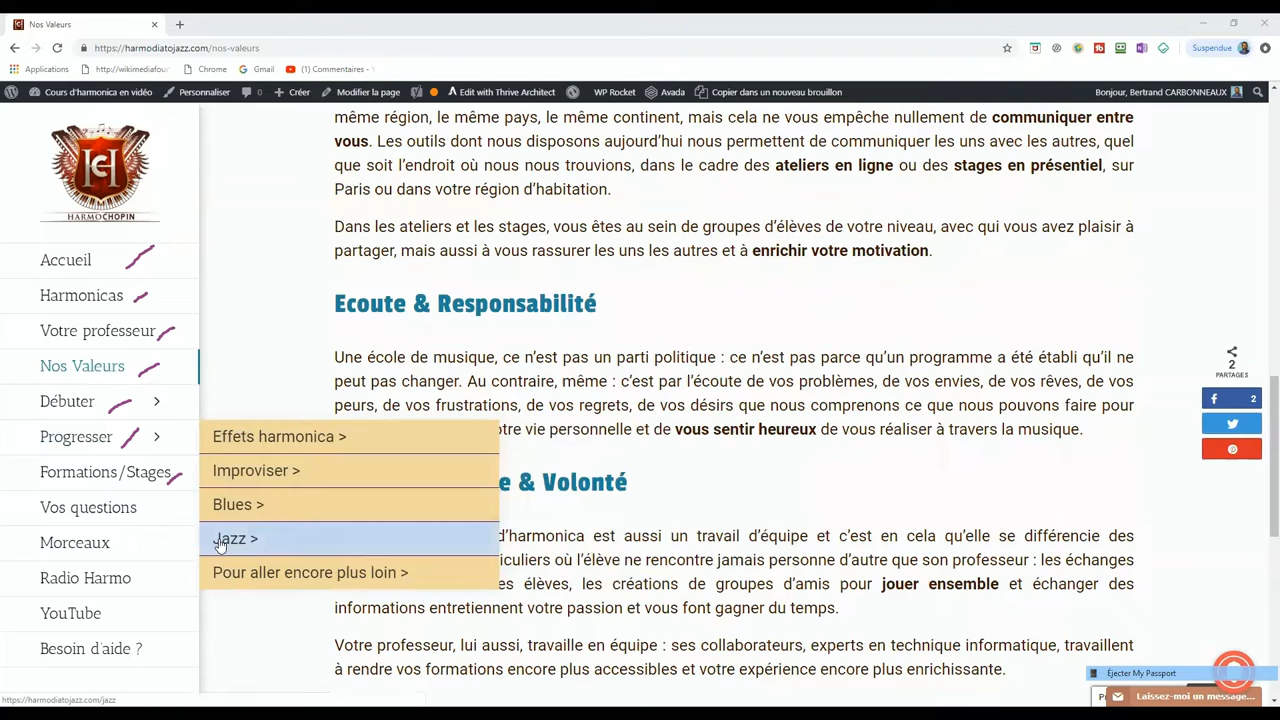 Nos Valeurs
https://harmodiatojazz.com/nos-valeurs
Suspendue
Applications
http://wikimediafour
Chrome
Gmail
(1) Commentaires -
Cours d'harmonica en vidéo
Personnaliser
0
Créer
Modifier la page
Edit with Thrive Architect
WP Rocket
Avada
Copier dans un nouveau brouillon
Bonjour, Bertrand CARBONNEAUX
HC
HARMOCHOPIN
Accueil
Harmonicas
Votre professeur
Nos Valeurs
Débuter
Progresser
Formations/Stages
Vos questions
Morceaux
Radio Harmo
YouTube
Besoin d'aide ?
Effets harmonica >
Improviser >
Blues >
Jazz >
Pour aller encore plus loin >
même région, le même pays, le même continent, mais cela ne vous empêche nullement de communiquer entre
vous. Les outils dont nous disposons aujourd'hui nous permettent de communiquer les uns avec les autres, quel
que soit l'endroit où nous nous trouvions, dans le cadre des ateliers en ligne ou des stages en présentiel, sur
Paris ou dans votre région d'habitation.
Dans les ateliers et les stages, vous êtes au sein de groupes d'élèves de votre niveau, avec qui vous avez plaisir à
partager, mais aussi à vous rassurer les uns les autres et à enrichir votre motivation.
Ecoute & Responsabilité
Une école de musique, ce n'est pas un parti politique : ce n'est pas parce qu'un programme a été établi qu'il ne
peut pas changer. Au contraire, même : c'est par l'écoute de vos problèmes, de vos envies, de vos rêves, de vos
peurs, de vos frustrations, de vos regrets, de vos désirs que nous comprenons ce que nous pouvons faire pour
otre vie personnelle et de vous sentir heureux de vous réaliser à travers la musique.
e & Volonté
d'harmonica est aussi un travail d'équipe et c'est en cela qu'elle se différencie des
iculiers où l'élève ne rencontre jamais personne d'autre que son professeur : les échanges
es élèves, les créations de groupes d'amis pour jouer ensemble et échanger des
informations entretiennent votre passion et vous font gagner du temps.
Votre professeur, lui aussi, travaille en équipe : ses collaborateurs, experts en technique informatique, travaillent
à rendre vos formations encore plus accessibles et votre expérience encore plus enrichissante.
2
PARTAGES
2
Éjecter My Passport
Laissez-moi un message...
https://harmodiatojazz.com/jazz